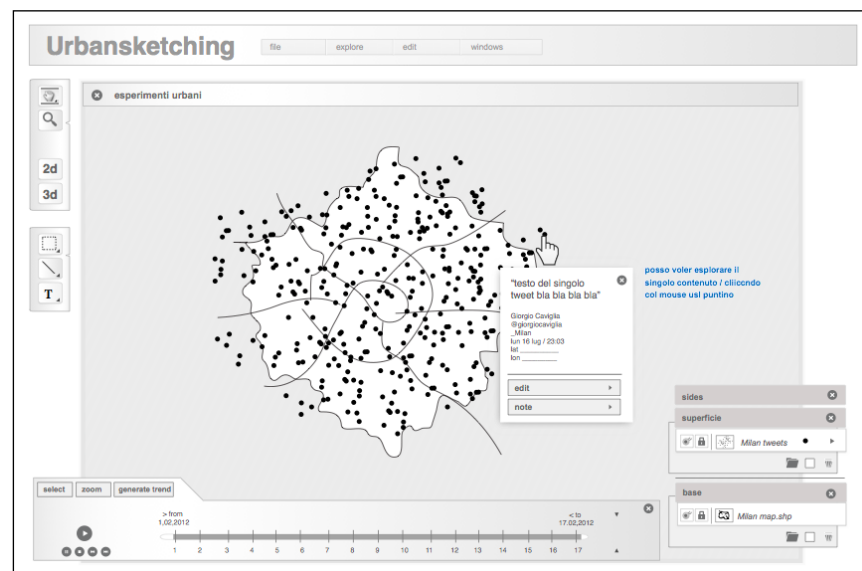 Urbansketching
file explore edit windows
esperimenti urbani
2d
3d
T
"testo del singolo
tweet bla bla bla bla"
Giorgio Caviglia
@giorgiocaviglia
_Milan
lun 16 lug / 23:03
lat
lon
edit
note
posso voler esplorare il
singolo contenuto / cliiccndo
col mouse usl puntino
sides
superficie
Milan tweets
base
Milan map.shp
select zoom generate trend
> from
1,02,2012
< to
17.02.2012
1 2 3 4 5 6 7 8 9 10 11 12 13 14 15 16 17